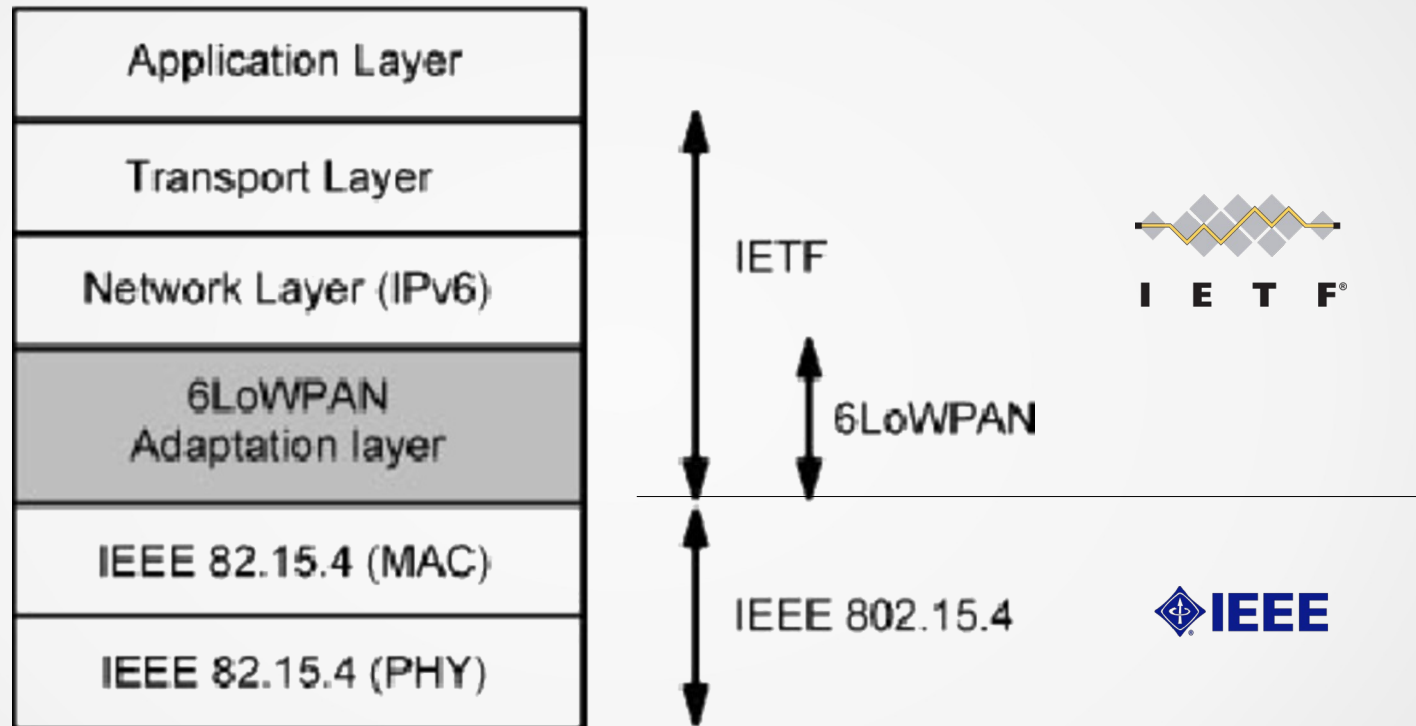 Application Layer
Transport Layer
Network Layer (IPv6)
6LoWPAN
Adaptation layer
IEEE 82.15.4 (MAC)
IEEE 82.15.4 (PHY)
IETF
6LoWPAN
IEEE 802.15.4
I E T F®
IEEE